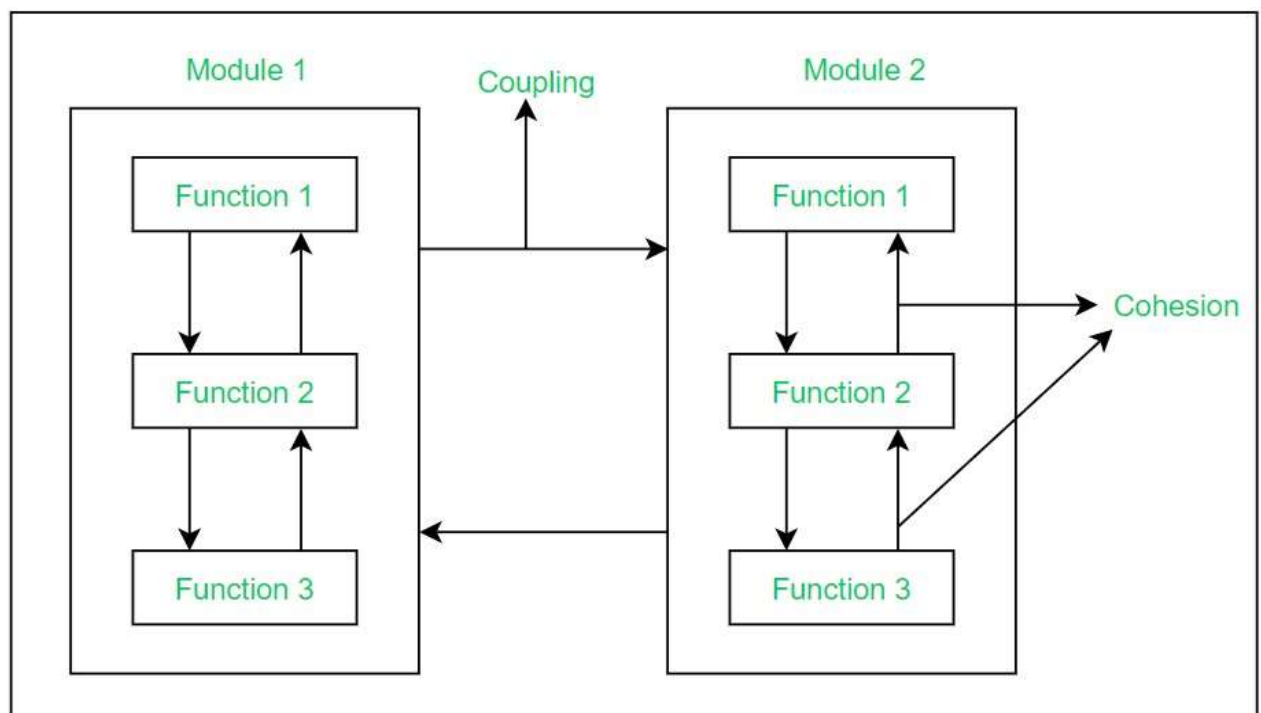 Module 1
Coupling
Module 2
Function 1
Function 1
Cohesion
Function 2
Function 2
Function 3
Function 3